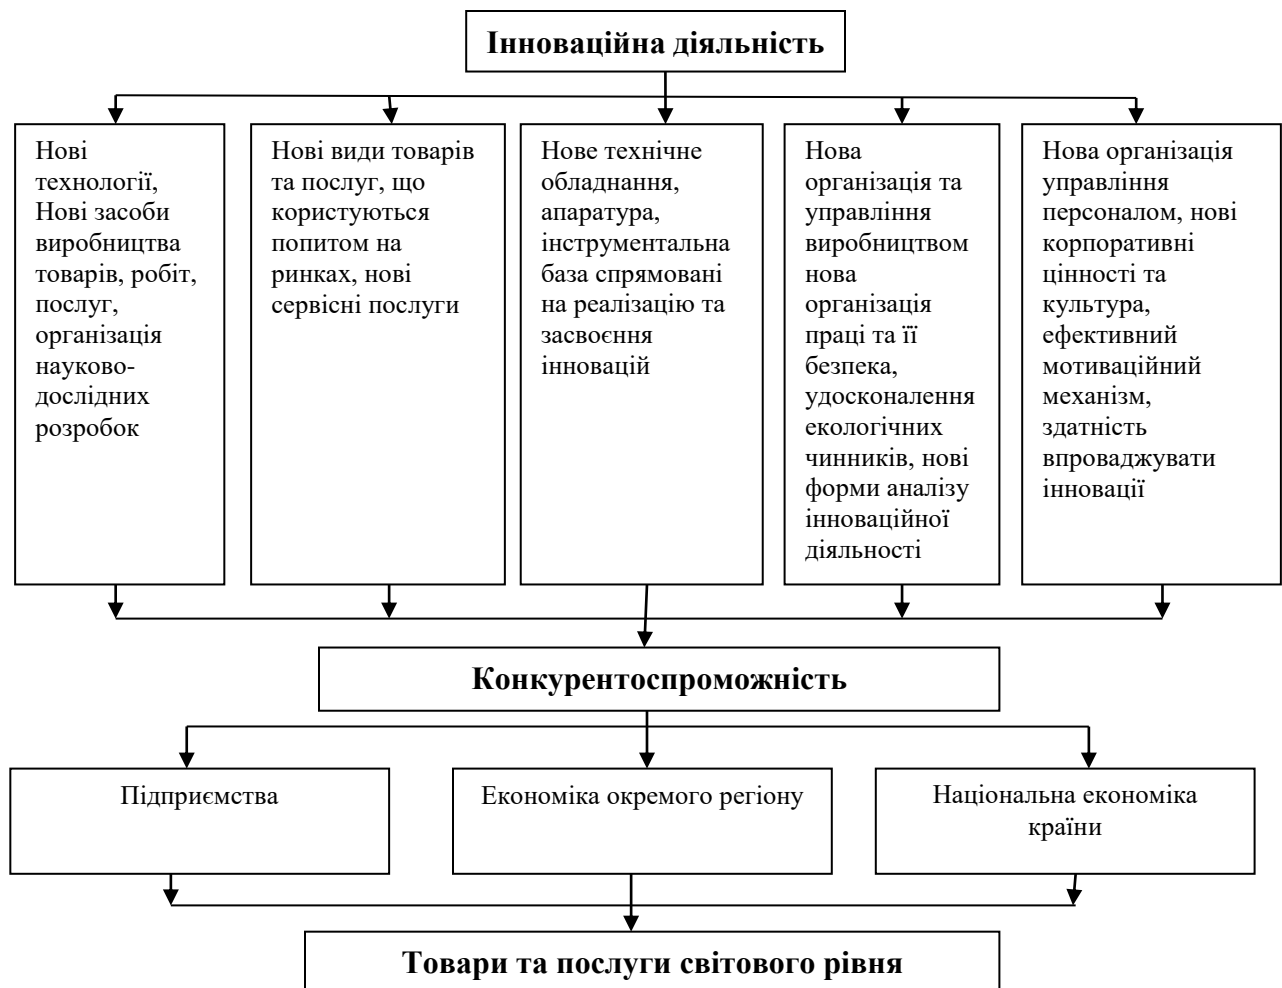 Інноваційна діяльність
Нові
технології,
Нові засоби
виробництва
товарів, робіт,
послуг,
організація
науково-
дослідних
розробок
Нові види товарів
та послуг, що
користуються
попитом на
ринках, нові
сервісні послуги
Нове технічне
обладнання,
апаратура,
інструментальна
база спрямовані
на реалізацію та
засвоєння
інновацій
Нова
організація та
управління
виробництвом
нова
організація
праці та її
безпека,
удосконалення
екологічних
чинників, нові
форми аналізу
інноваційної
діяльності
Нова організація
управління
персоналом, нові
корпоративні
цінності та
культура,
ефективний
мотиваційний
механізм,
здатність
впроваджувати
інновації
Конкурентоспроможність
Підприємства
Економіка окремого регіону
Національна економіка
країни
Товари та послуги світового рівня